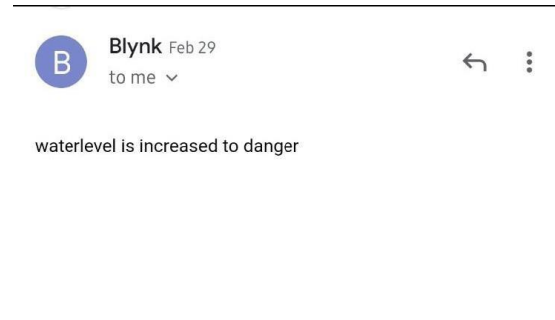 B
Blynk Feb 29
to me
waterlevel is increased to danger